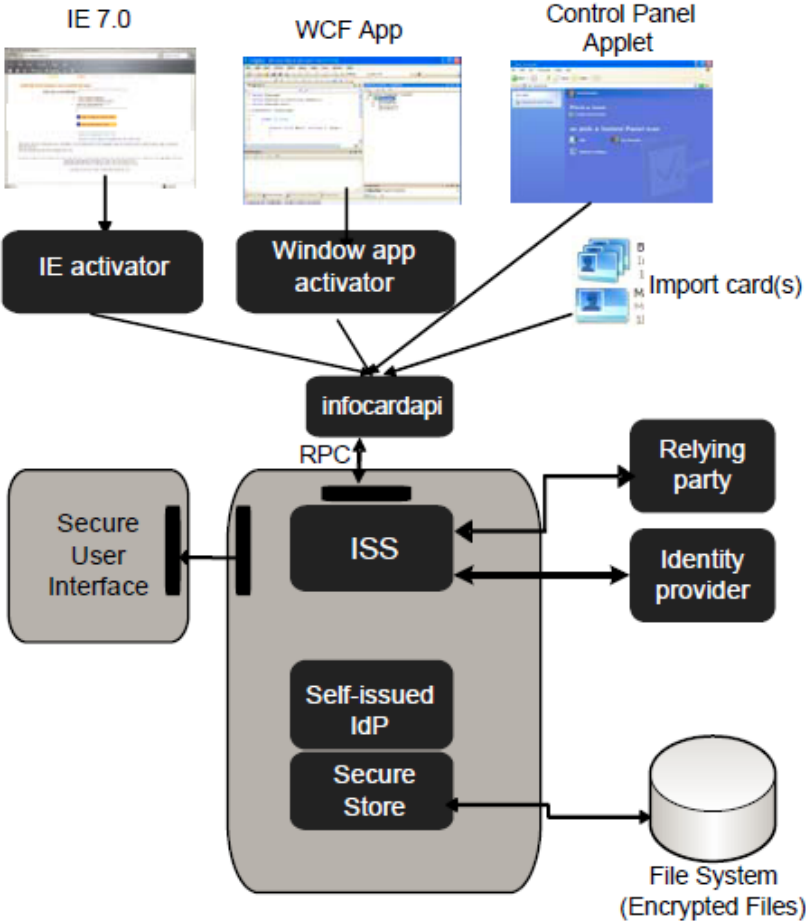 IE 7.0
WCF App
Control Panel
Applet
IE activator
Window app
activator
Import card(s)
infocardapi
RPC
Relying
party
Secure
User
Interface
ISS
Identity
provider
Self-issued
IdP
Secure
Store
File System
(Encrypted Files)